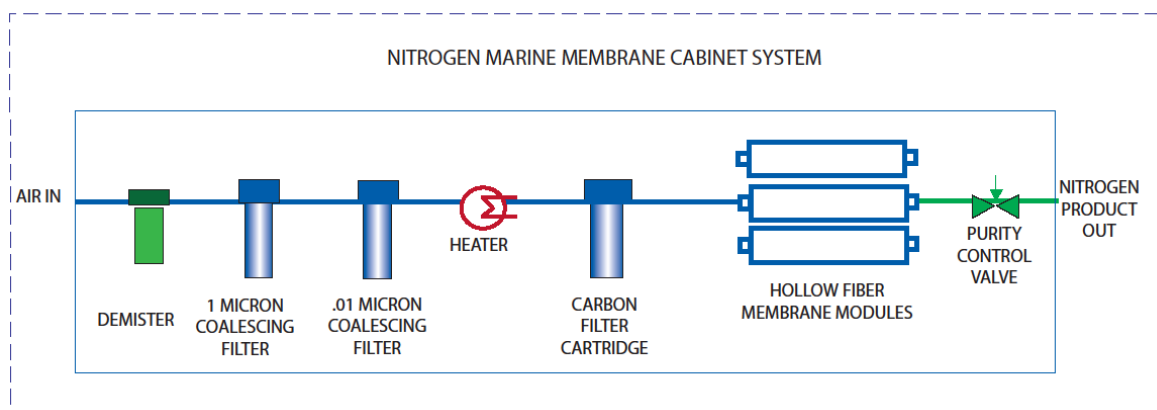 NITROGEN MARINE MEMBRANE CABINET SYSTEM
AIR IN
DEMISTER
1 MICRON
COALESCING
FILTER
.01 MICRON
COALESCING
FILTER
HEATER
CARBON
FILTER
CARTRIDGE
HOLLOW FIBER
MEMBRANE MODULES
PURITY
CONTROL
VALVE
NITROGEN
PRODUCT
OUT